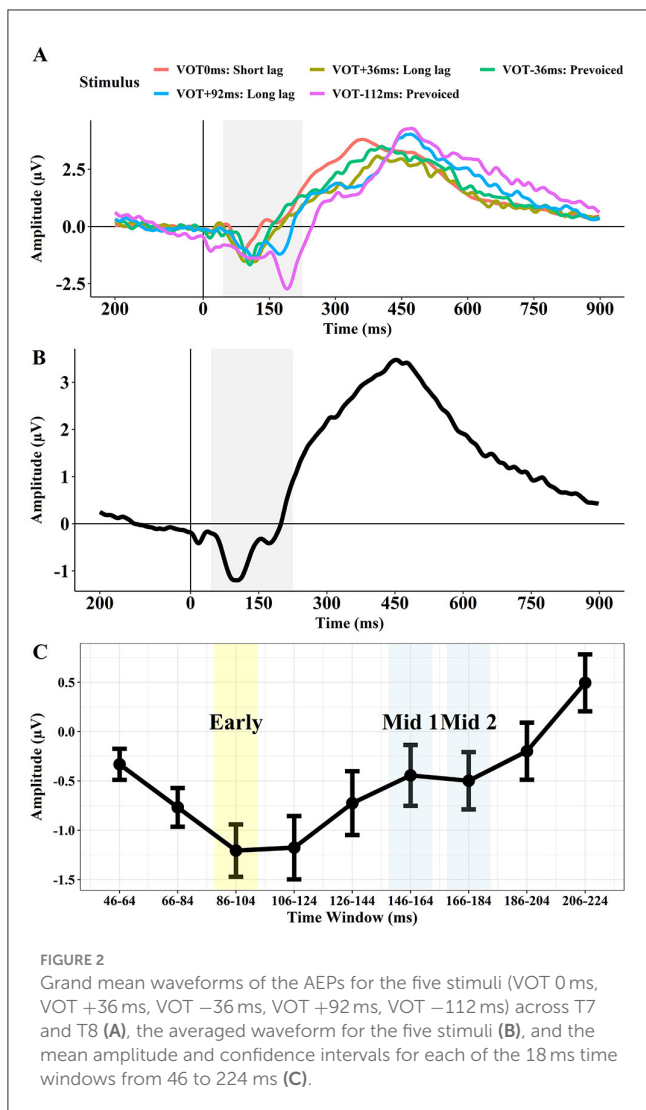 A
Stimulus
VOT0ms: Short lag VOT+36ms: Long lag VOT-36ms: Prevoiced
VOT+92ms: Long lag VOT-112ms: Prevoiced
Amplitude (μV)
2.5
0.0
-2.5
200 0 150 300 450 600 750 900
Time (ms)
B
Amplitude (μV)
3
2
1
0
-1
200 0 150 300 450 600 750 900
Time (ms)
C
Amplitude (μV)
0.5
0.0
-0.5
-1.0
-1.5
Early Mid 1 Mid 2
46-64 66-84 86-104 106-124 126-144 146-164 166-184 186-204 206-224
Time Window (ms)
FIGURE 2
Grand mean waveforms of the AEPs for the five stimuli (VOT 0 ms,
VOT +36 ms, VOT −36 ms, VOT +92 ms, VOT −112 ms) across T7
and T8 (A), the averaged waveform for the five stimuli (B), and the
mean amplitude and confidence intervals for each of the 18 ms time
windows from 46 to 224 ms (C).